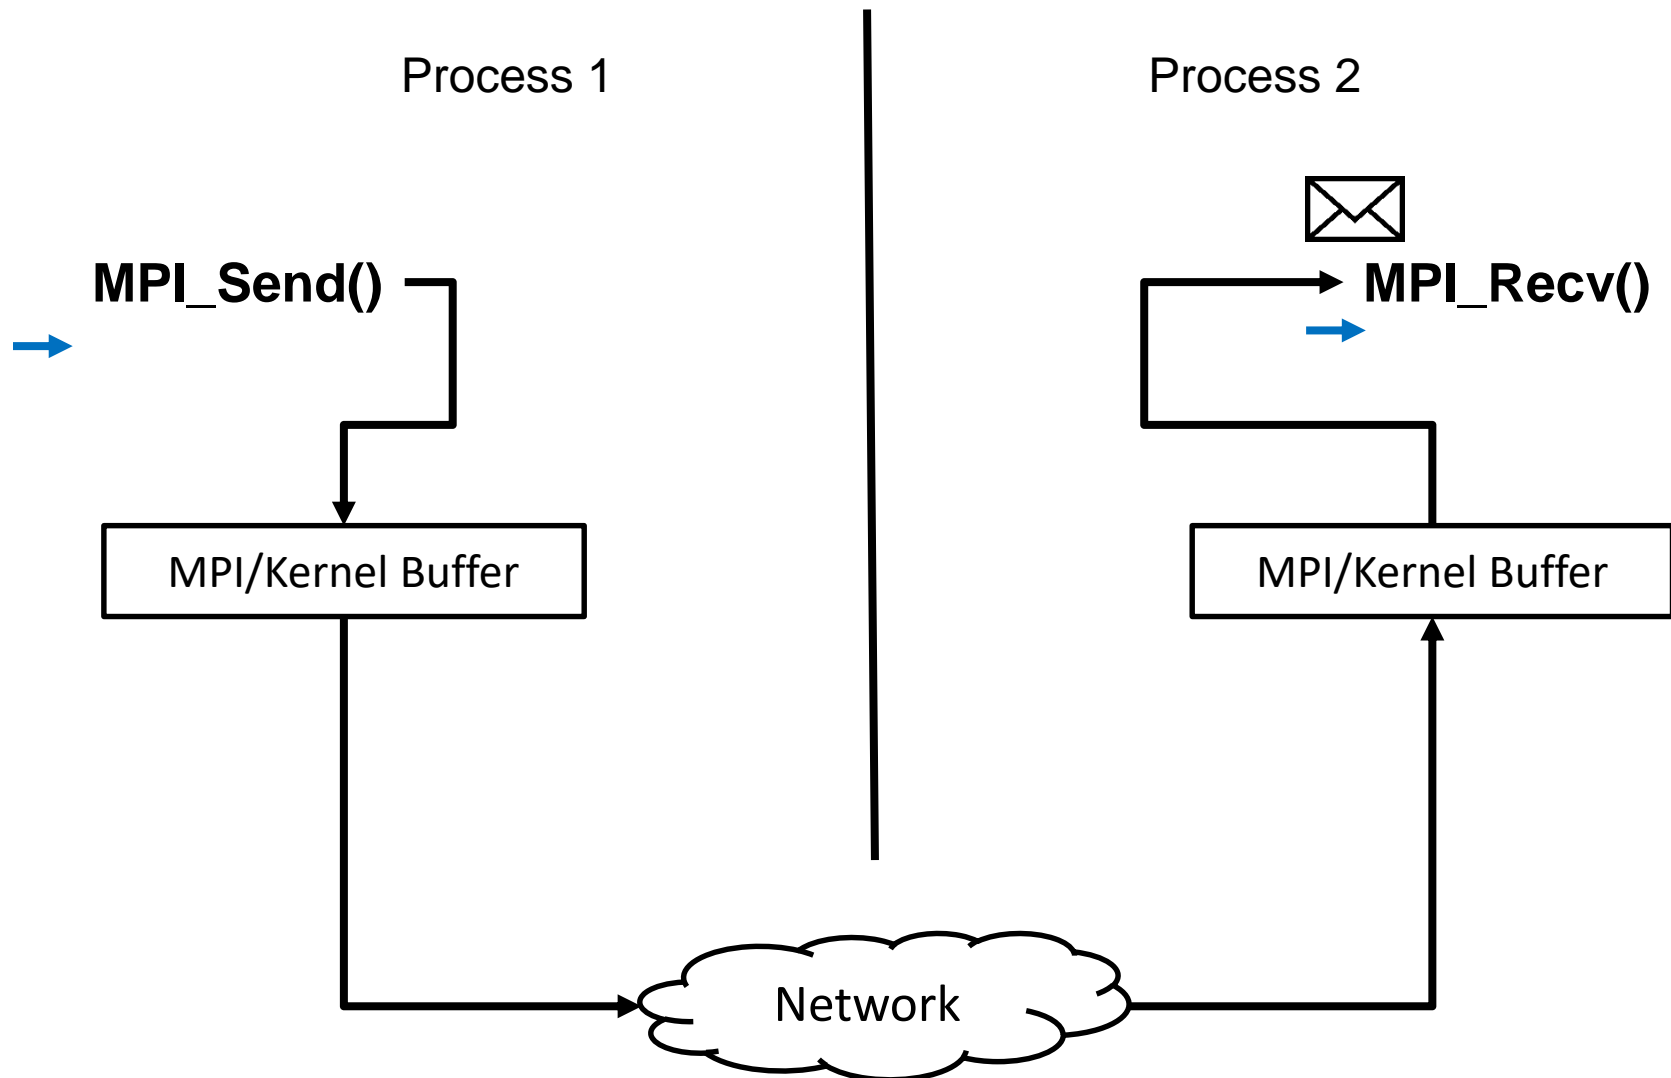 Process 1
Process 2
MPI_Send()
MPI_Recv()
MPI/Kernel Buffer
MPI/Kernel Buffer
Network